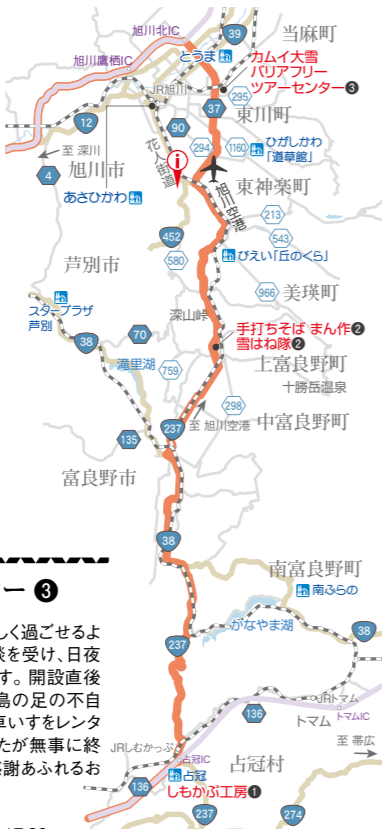 旭川北IC
39
当麻町
旭川鷹栖IC
とうま
カムイ大雪
バリアフリー
ツアーセンター❸
JR旭川
295
37
東川町
12
90
294
1160
ひがしかわ
「道草館」
至 深川
花人街道
4
旭川市
i
東神楽町
あさひかわ
旭川空港
213
452
543
芦別市
580
びえい「丘のくら」
966
美瑛町
スタープラザ
芦別
深山峠
38
70
手打ちそば まん作❷
雪はね隊❷
滝里湖
759
上富良野町
十勝岳温泉
298
至 旭川空港
中富良野町
237
135
富良野市
38
ー ❸
南富良野町
南ふらの
しく過ごせるよ
談を受け、日夜
す。開設直後
島の足の不自
車いすをレンタ
たが無事に終
感謝あふれるお
かなやま湖
38
237
JRトマム
136
トマム
トマムIC
JRしむかっぷ
至 帯広
占冠IC
136
占冠
占冠村
しもかぷ工房❶
237
274